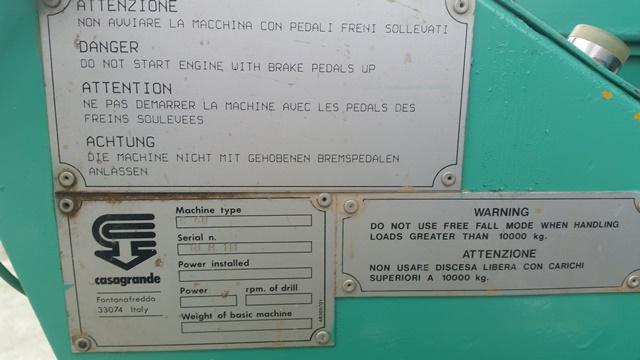 ATTENZIONE
NON AVVIARE LA MACCHINA CON PEDALI FRENI SOLLEVATI
DANGER
DO NOT START ENGINE WITH BRAKE PEDALS UP
ATTENTION
NE PAS DEMARRER LA MACHINE AVEC LES PEDALS DES
FREINS SOULEVEES
ACHTUNG
DIE MACHINE NICHT MIT GEHOBENEN BREMSPEDALEN
ANLASSEN
casagrande
Fontanafredda
33074 Italy
Machine type
Serial n.
Power installed
Power
rpm. of drill
Weight of basic machine
WARNING
DO NOT USE FREE FALL MODE WHEN HANDLING
LOADS GREATER THAN 10000 kg.
ATTENZIONE
NON USARE DISCESA LIBERA CON CARICHI
SUPERIORI A 10000 kg.